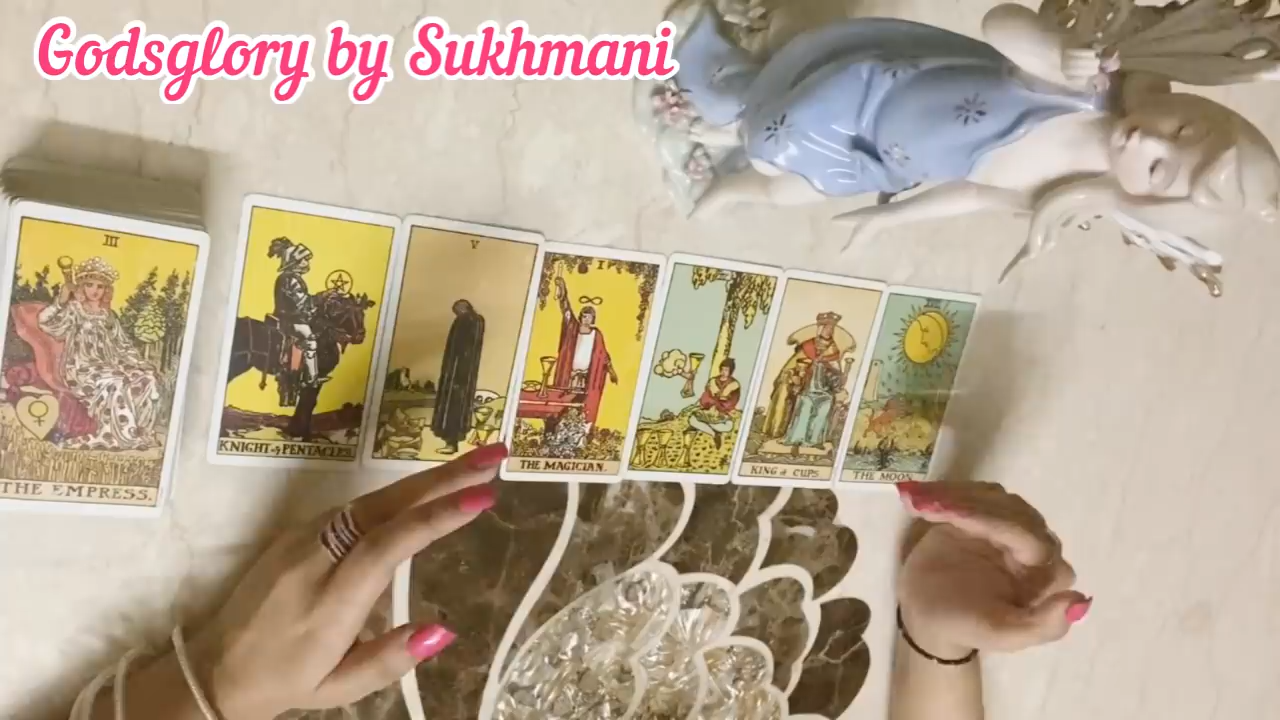 Godsglory by Sukhmani
III
THE EMPRESS.
KNIGHT of PENTACLES.
V
I
THE MAGICIAN.
KING of CUPS.
THE MOON.